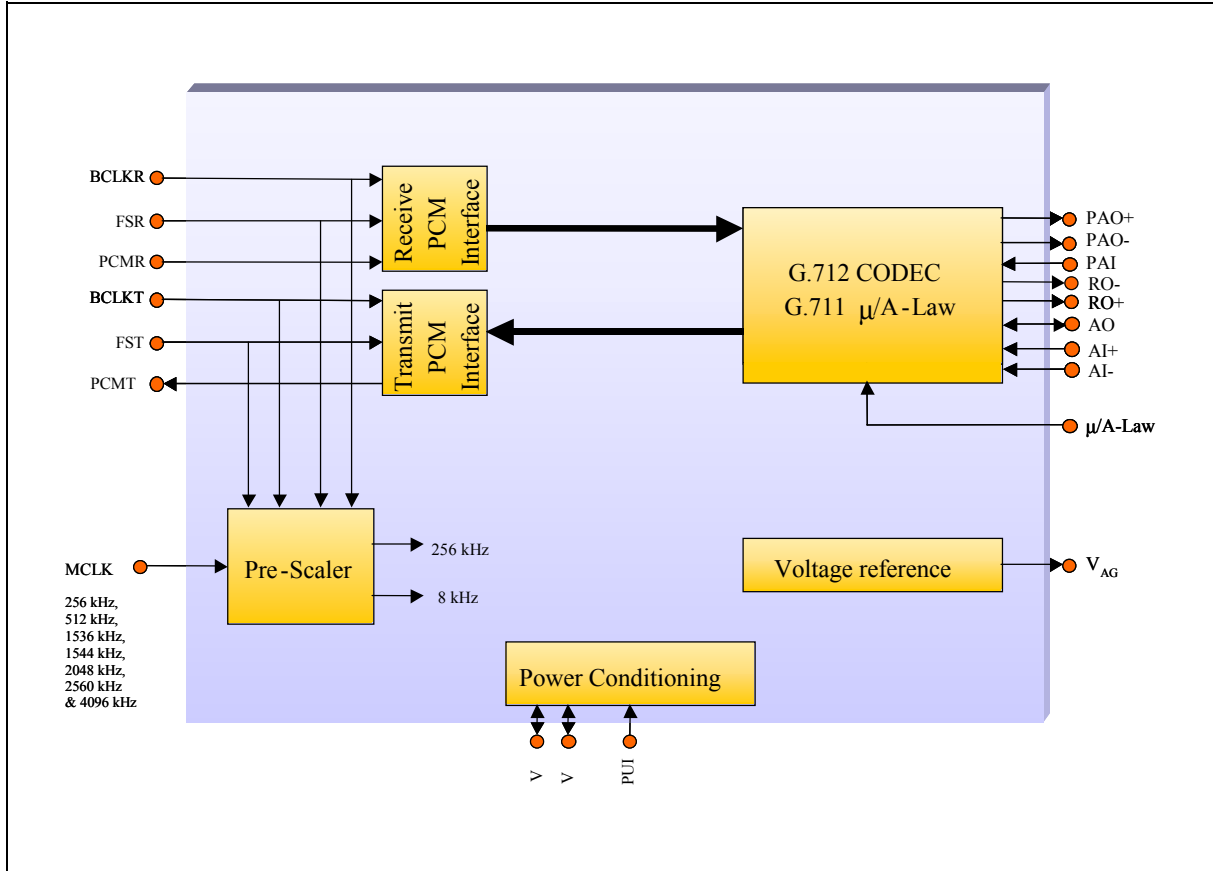 BCLKR
FSR
PCMR
BCLKT
FST
PCMT
Receive
PCM
Interface
Transmit
PCM
Interface
G.712 CODEC
G.711 µ/A-Law
PAO+
PAO-
PAI
RO-
RO+
AO
AI+
AI-
µ/A-Law
MCLK
256 kHz,
512 kHz,
1536 kHz,
1544 kHz,
2048 kHz,
2560 kHz
& 4096 kHz
Pre-Scaler
256 kHz
8 kHz
Voltage reference
VAG
Power Conditioning
V
V
PUI